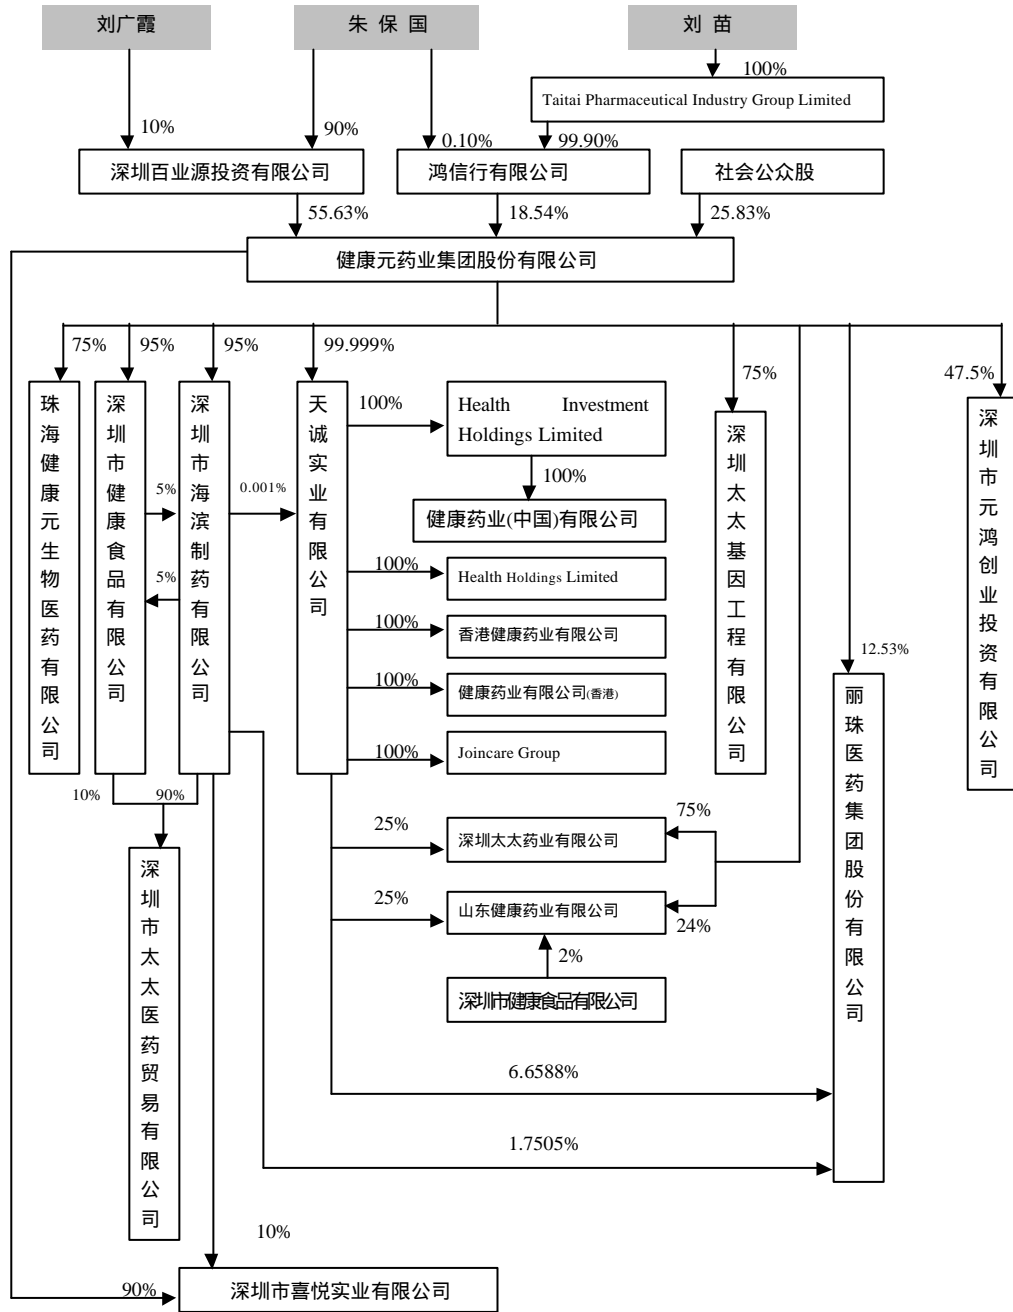 刘广霞
朱 保 国
刘 苗
100%
Taitai Pharmaceutical Industry Group Limited
10%
90%
0.10%
99.90%
深圳百业源投资有限公司
鸿信行有限公司
社会公众股
55.63%
18.54%
25.83%
健康元药业集团股份有限公司
75%
95%
95%
99.999%
75%
47.5%
12.53%
珠海健康元生物医药有限公司
深圳市健康食品有限公司
深圳市海滨制药有限公司
天诚实业有限公司
深圳太太基因工程有限公司
丽珠医药集团股份有限公司
深圳市元鸿创业投资有限公司
5%
5%
0.001%
100%
Health Investment
Holdings Limited
100%
健康药业(中国)有限公司
100%
Health Holdings Limited
100%
香港健康药业有限公司
100%
健康药业有限公司(香港)
100%
Joincare Group
10%
90%
深圳市太太医药贸易有限公司
25%
深圳太太药业有限公司
75%
25%
山东健康药业有限公司
24%
2%
深圳市健康食品有限公司
6.6588%
1.7505%
10%
90%
深圳市喜悦实业有限公司